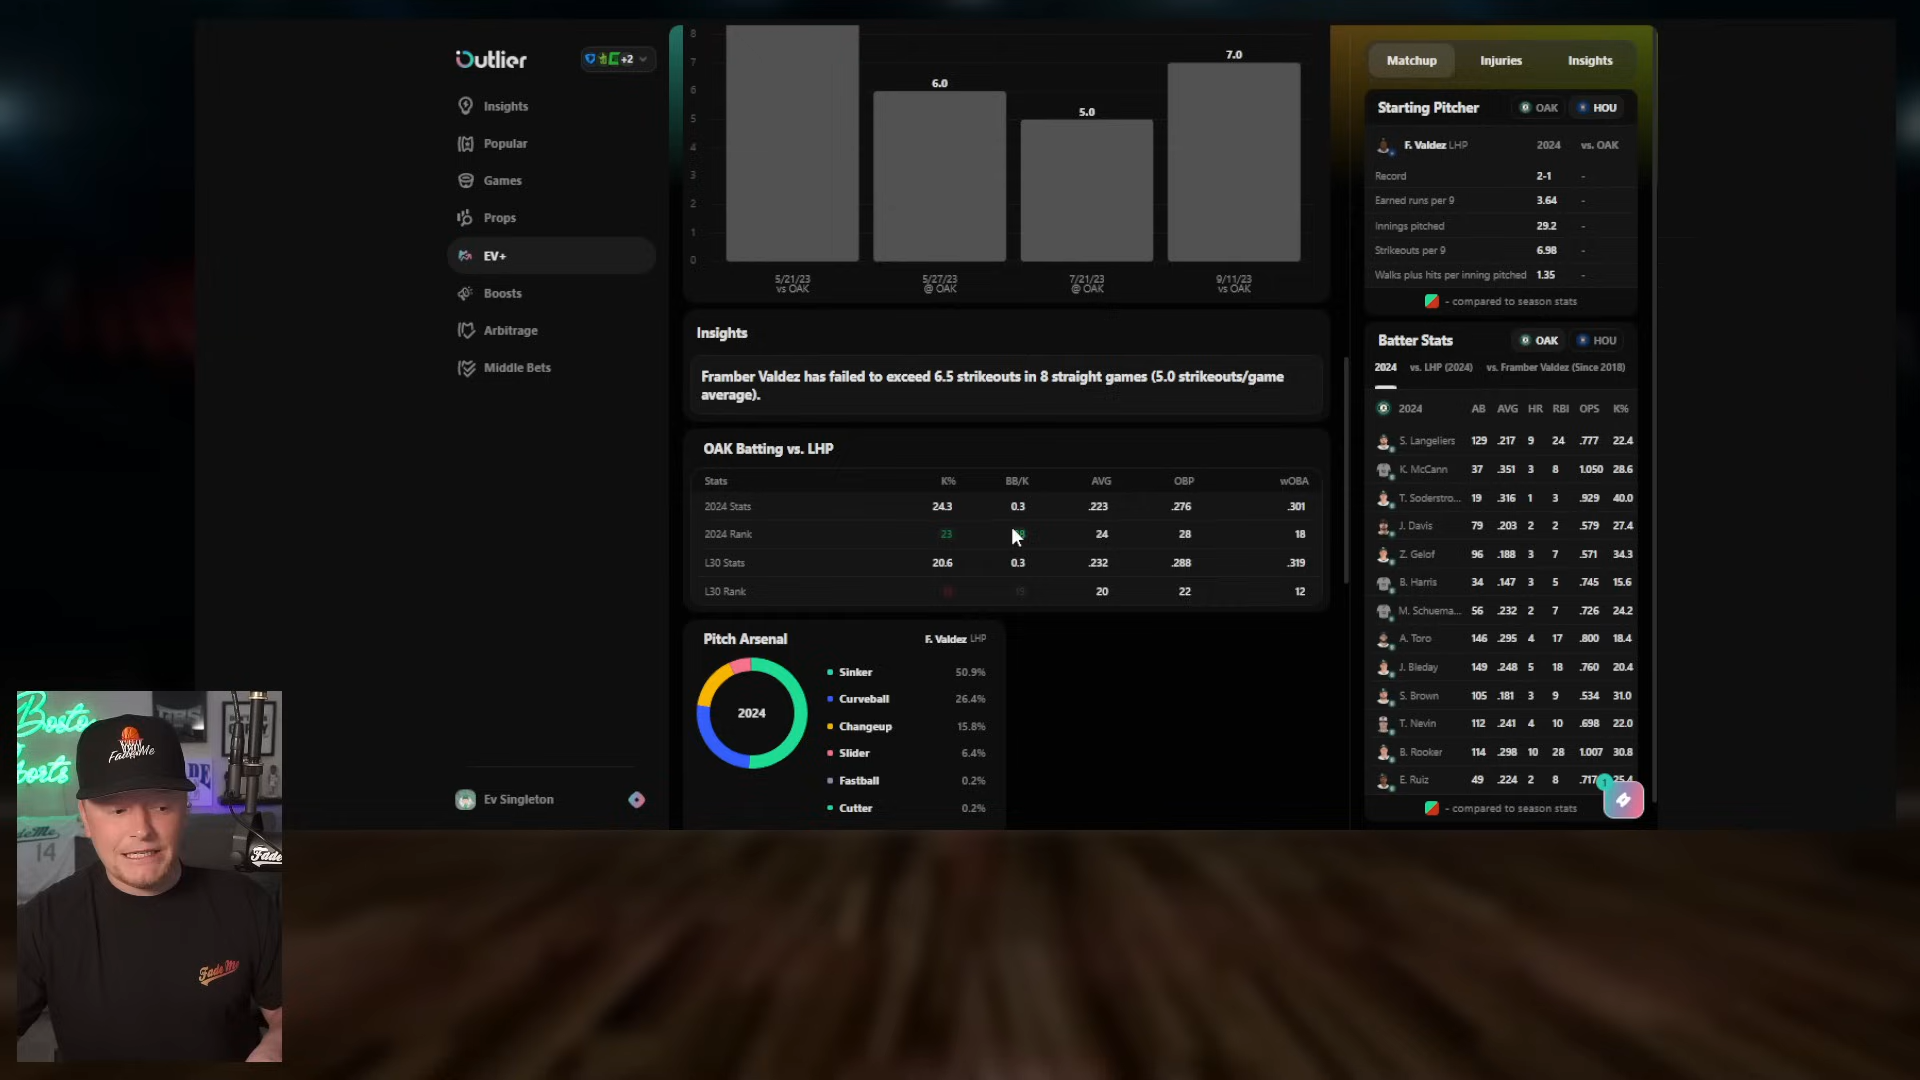 Outlier
+2
Insights
Popular
Games
Props
EV+
Boosts
Arbitrage
Middle Bets
Ev Singleton
8
7
6
5
4
3
2
1
0
6.0
5.0
7.0
5/21/23
vs OAK
5/27/23
@ OAK
7/21/23
@ OAK
9/11/23
vs OAK
Insights
Framber Valdez has failed to exceed 6.5 strikeouts in 8 straight games (5.0 strikeouts/game
average).
OAK Batting vs. LHP
Stats K% BB/K AVG OBP wOBA
2024 Stats 24.3 0.3 .223 .276 .301
2024 Rank 23 24 28 18
L30 Stats 20.6 0.3 .232 .288 .319
L30 Rank 20 22 12
Pitch Arsenal F. Valdez LHP
2024
Sinker 50.9%
Curveball 26.4%
Changeup 15.8%
Slider 6.4%
Fastball 0.2%
Cutter 0.2%
Matchup Injuries Insights
Starting Pitcher OAK HOU
F. Valdez LHP 2024 vs. OAK
Record 2-1 -
Earned runs per 9 3.64 -
Innings pitched 29.2 -
Strikeouts per 9 6.98 -
Walks plus hits per inning pitched 1.35 -
- compared to season stats
Batter Stats OAK HOU
2024 vs. LHP (2024) vs. Framber Valdez (Since 2018)
2024 AB AVG HR RBI OPS K%
S. Langeliers 129 .217 9 24 .777 22.4
K. McCann 37 .351 3 8 1.050 28.6
T. Soderstro... 19 .316 1 3 .929 40.0
J. Davis 79 .203 2 2 .579 27.4
Z. Gelof 96 .188 3 7 .571 34.3
B. Harris 34 .147 3 5 .745 15.6
M. Schuema... 56 .232 2 7 .726 24.2
A. Toro 146 .295 4 17 .800 18.4
J. Bleday 149 .248 5 18 .760 20.4
S. Brown 105 .181 3 9 .534 31.0
T. Nevin 112 .241 4 10 .698 22.0
B. Rooker 114 .298 10 28 1.007 30.8
E. Ruiz 49 .224 2 8 .717 25.4
1
- compared to season stats
FadeMe
14
Fade Me
Fade